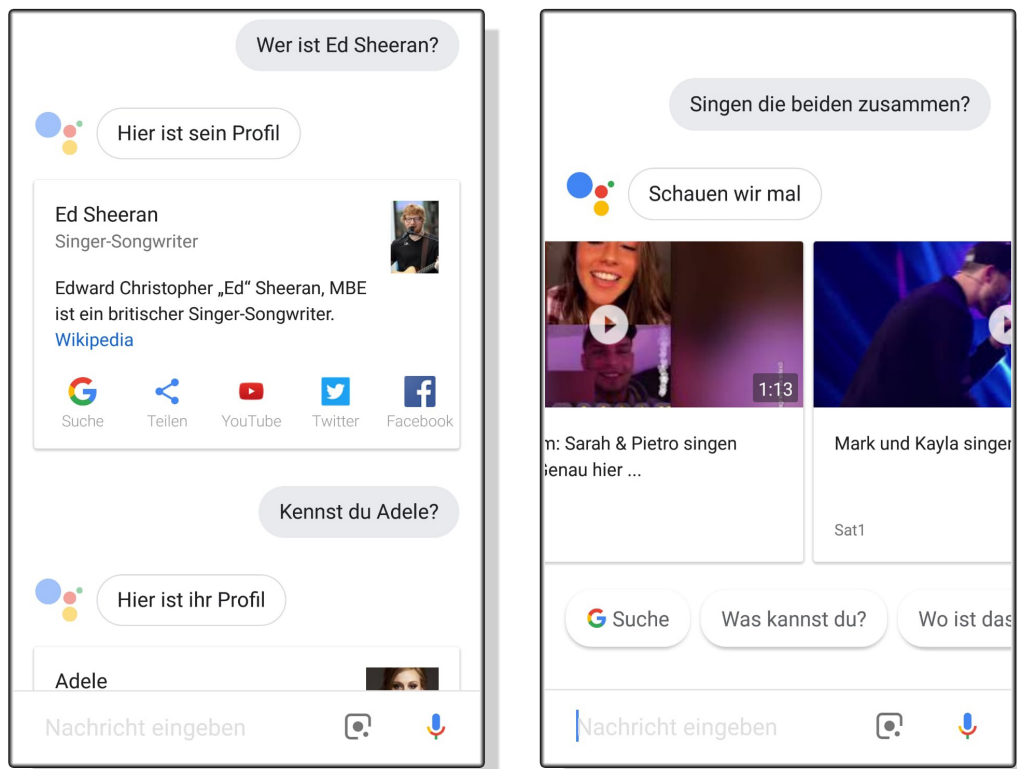 Wer ist Ed Sheeran?
Hier ist sein Profil
Ed Sheeran
Singer-Songwriter
Edward Christopher „Ed“ Sheeran, MBE
ist ein britischer Singer-Songwriter.
Wikipedia
Suche Teilen YouTube Twitter Facebook
Kennst du Adele?
Hier ist ihr Profil
Adele
Nachricht eingeben
Singen die beiden zusammen?
Schauen wir mal
1:13
m: Sarah & Pietro singen
Genau hier ...
Mark und Kayla singen
Sat1
Suche Was kannst du? Wo ist das
Nachricht eingeben